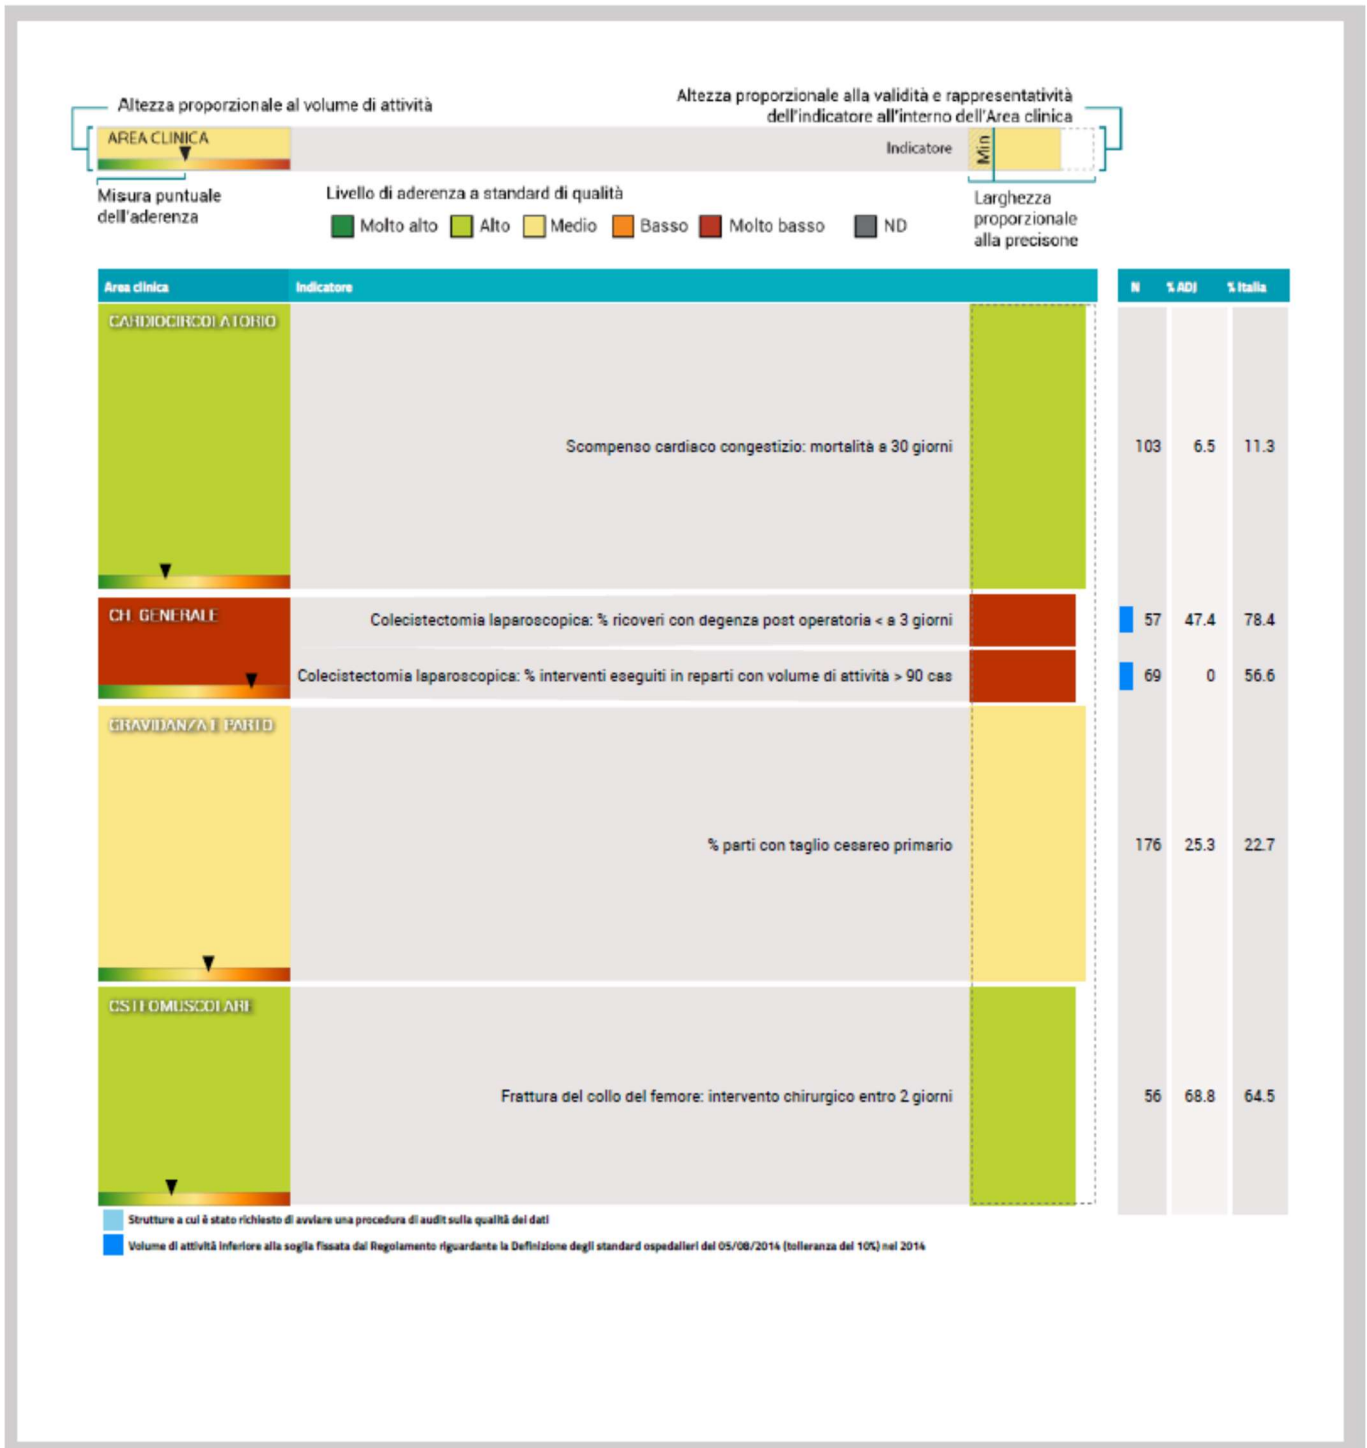 Altezza proporzionale al volume di attività
Altezza proporzionale alla validità e rappresentatività
dell'indicatore all'interno dell'Area clinica
AREA CLINICA
Indicatore
Min
Misura puntuale
dell'aderenza
Livello di aderenza a standard di qualità
Molto alto Alto Medio Basso Molto basso ND
Larghezza
proporzionale
alla precisone
Area clinica Indicatore N % ADJ % Italia
CARDIOCIRCOLATORIO
Scompenso cardiaco congestizio: mortalità a 30 giorni 103 6.5 11.3
CH GENERALE
Colecistectomia laparoscopica: % ricoveri con degenza post operatoria < a 3 giorni 57 47.4 78.4
Colecistectomia laparoscopica: % interventi eseguiti in reparti con volume di attività > 90 cas 69 0 56.6
GRAVIDANZA E PARTO
% parti con taglio cesareo primario 176 25.3 22.7
OSTEOMUSCOLARE
Frattura del collo del femore: intervento chirurgico entro 2 giorni 56 68.8 64.5
Strutture a cui è stato richiesto di avviare una procedura di audit sulla qualità dei dati
Volume di attività inferiore alla soglia fissata dal Regolamento riguardante la Definizione degli standard ospedalieri del 05/08/2014 (tolleranza del 10%) nel 2014